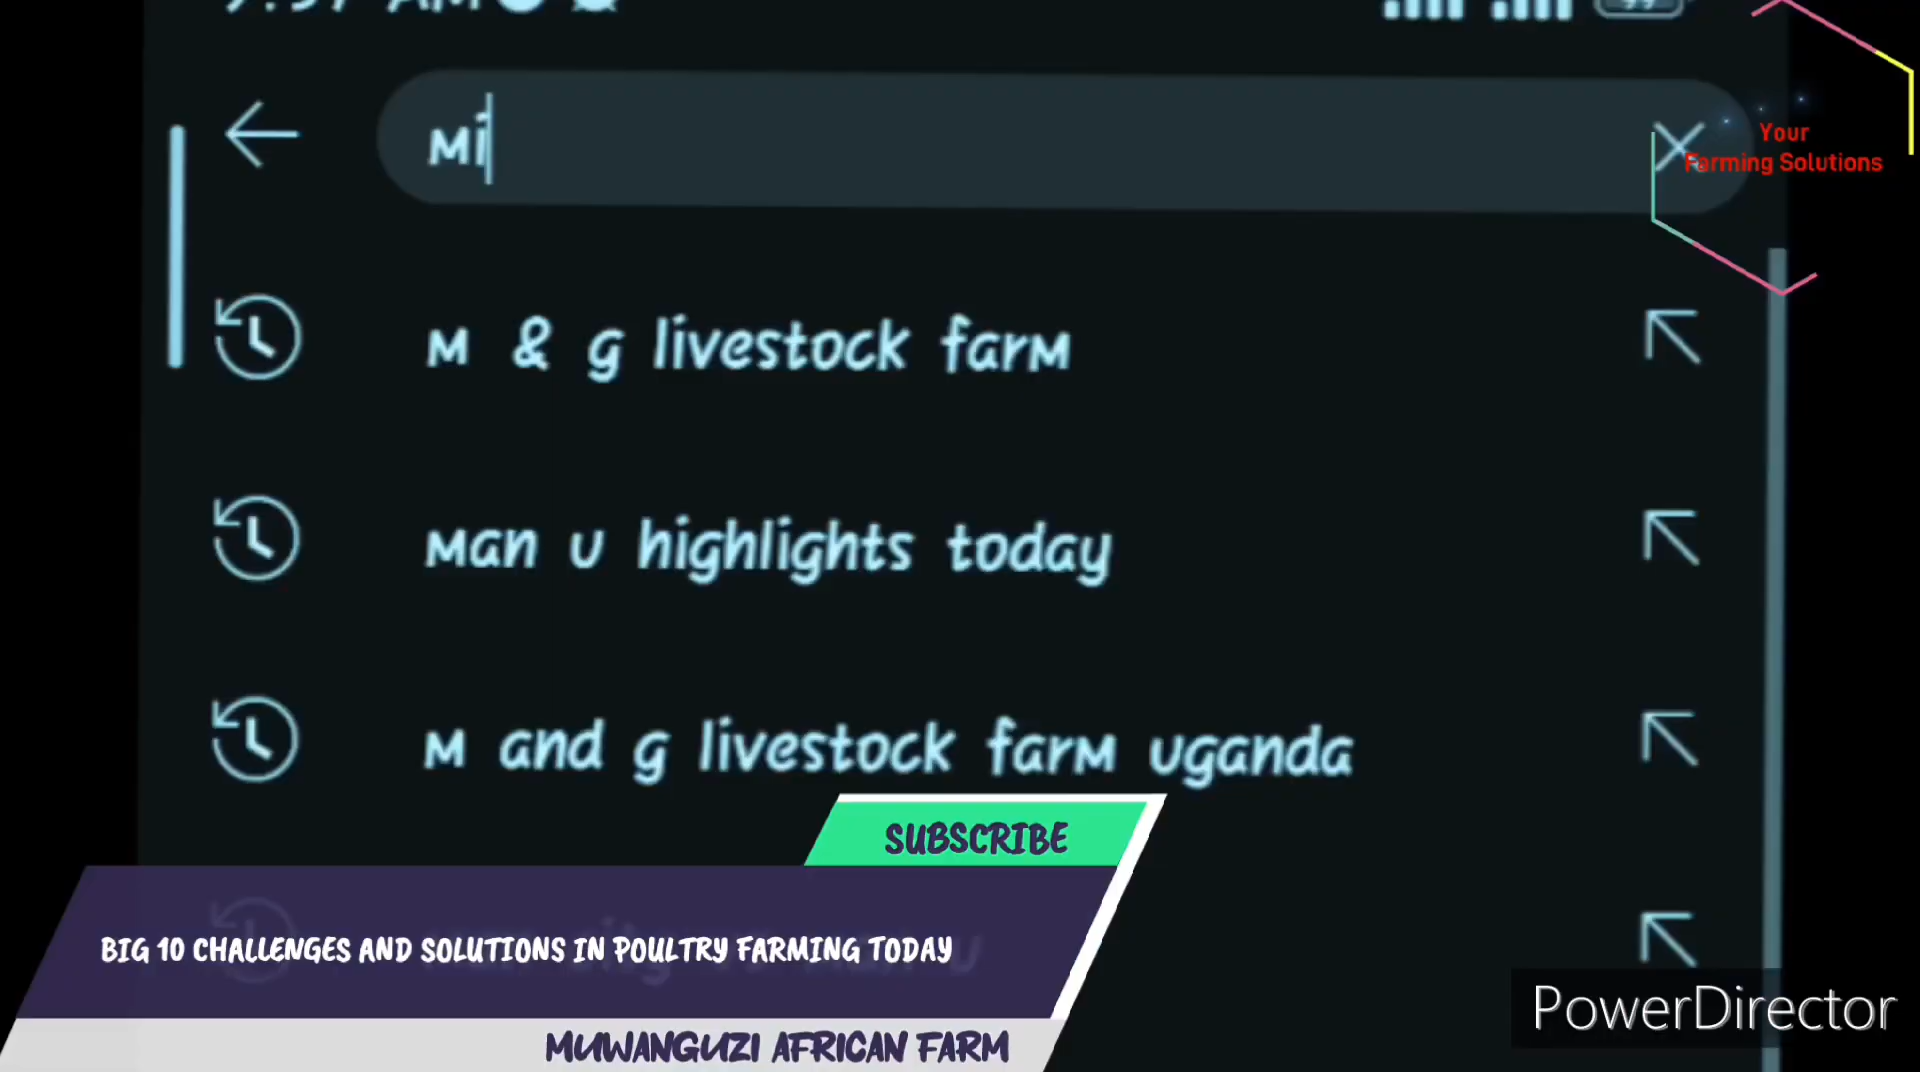 AM
mi
Your
Farming Solutions
m & g livestock farm
man u highlights today
m and g livestock farm uganda
SUBSCRIBE
BIG 10 CHALLENGES AND SOLUTIONS IN POULTRY FARMING TODAY
MUWANGUZI AFRICAN FARM
PowerDirector